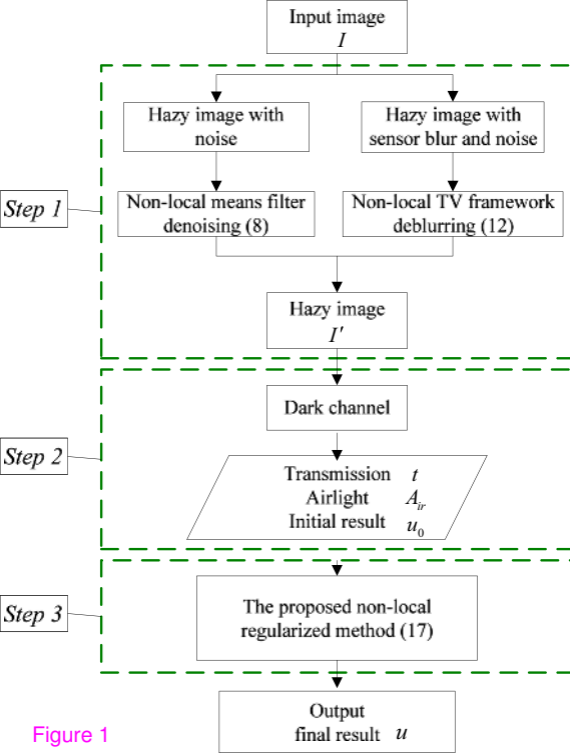 Input image
I
Hazy image with
noise
Hazy image with
sensor blur and noise
Step 1
Non-local means filter
denoising (8)
Non-local TV framework
deblurring (12)
Hazy image
I′
Dark channel
Step 2
Transmission t
Airlight A_ir
Initial result u_0
Step 3
The proposed non-local
regularized method (17)
Output
final result u
Figure 1